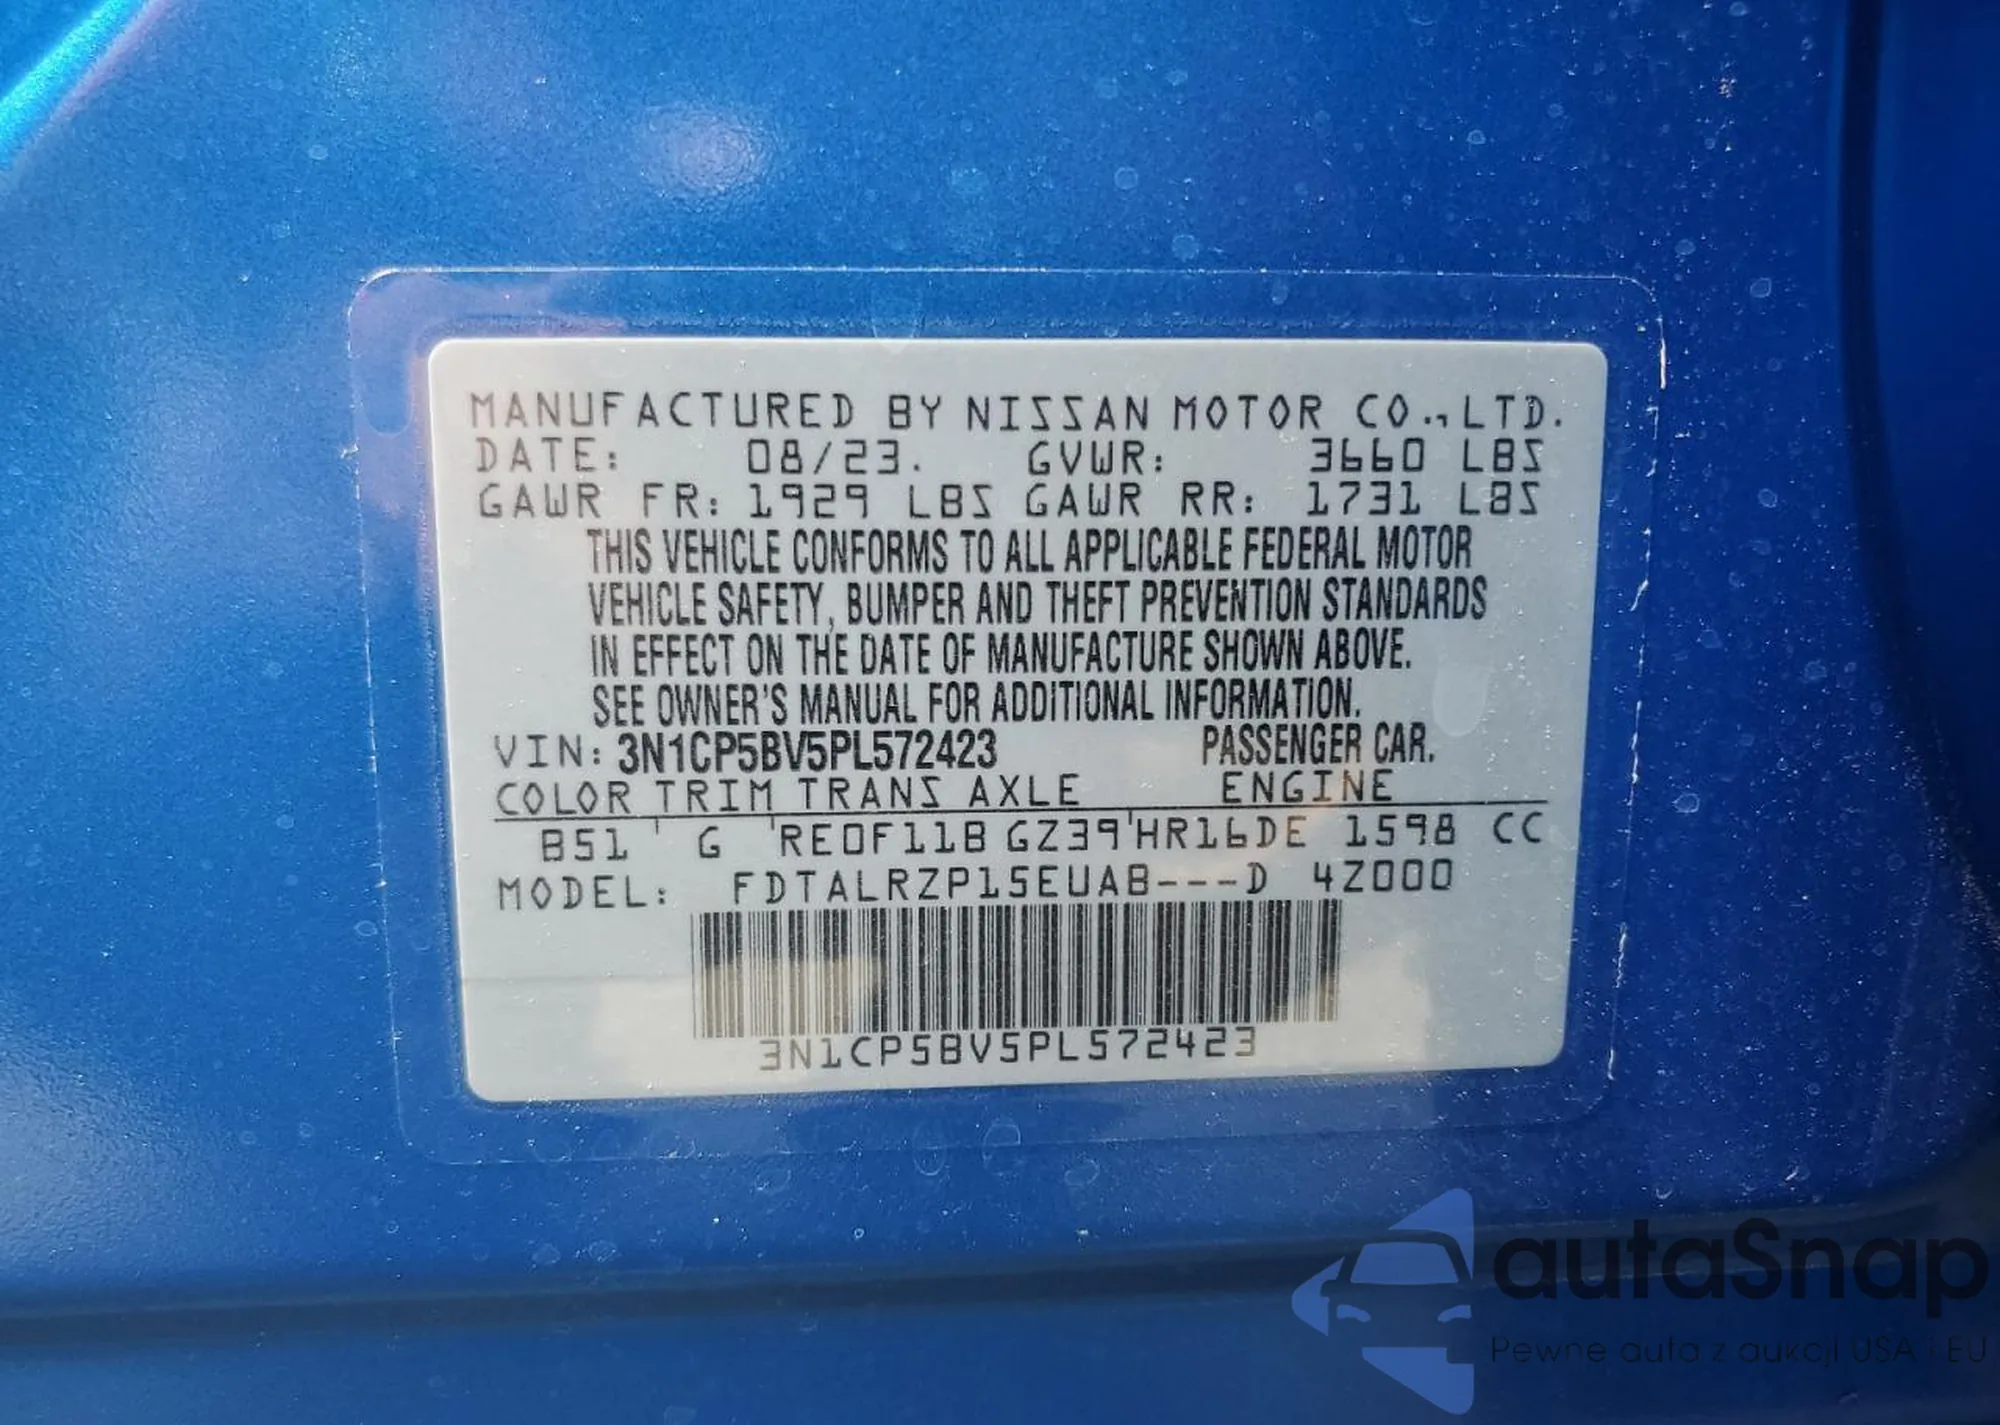 MANUFACTURED BY NISSAN MOTOR CO., LTD.
DATE: 08/23. GVWR: 3660 LBS
GAWR FR: 1929 LBS GAWR RR: 1731 LBS
THIS VEHICLE CONFORMS TO ALL APPLICABLE FEDERAL MOTOR
VEHICLE SAFETY, BUMPER AND THEFT PREVENTION STANDARDS
IN EFFECT ON THE DATE OF MANUFACTURE SHOWN ABOVE.
SEE OWNER'S MANUAL FOR ADDITIONAL INFORMATION.
VIN: 3N1CP5BV5PL572423 PASSENGER CAR.
COLOR TRIM TRANS AXLE ENGINE
B51 G RE0F11B GZ39 HR16DE 1598 CC
MODEL: FDTALRZP15EUAB---D 4Z000
3N1CP5BV5PL572423
autaSnap
Pewne auta z aukcji USA i EU